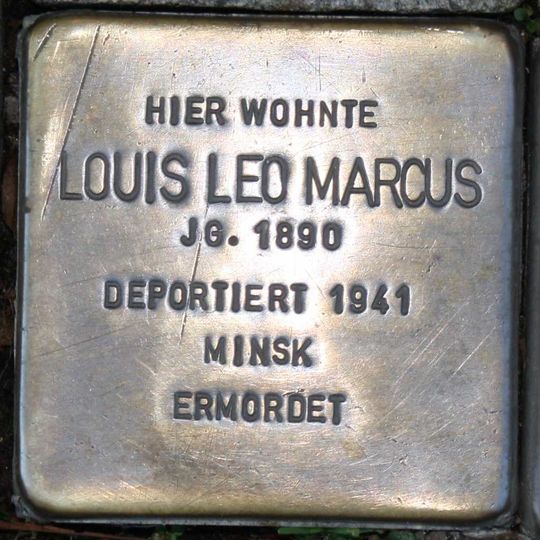 HIER WOHNTE
LOUIS LEO MARCUS
JG. 1890
DEPORTIERT 1941
MINSK
ERMORDET